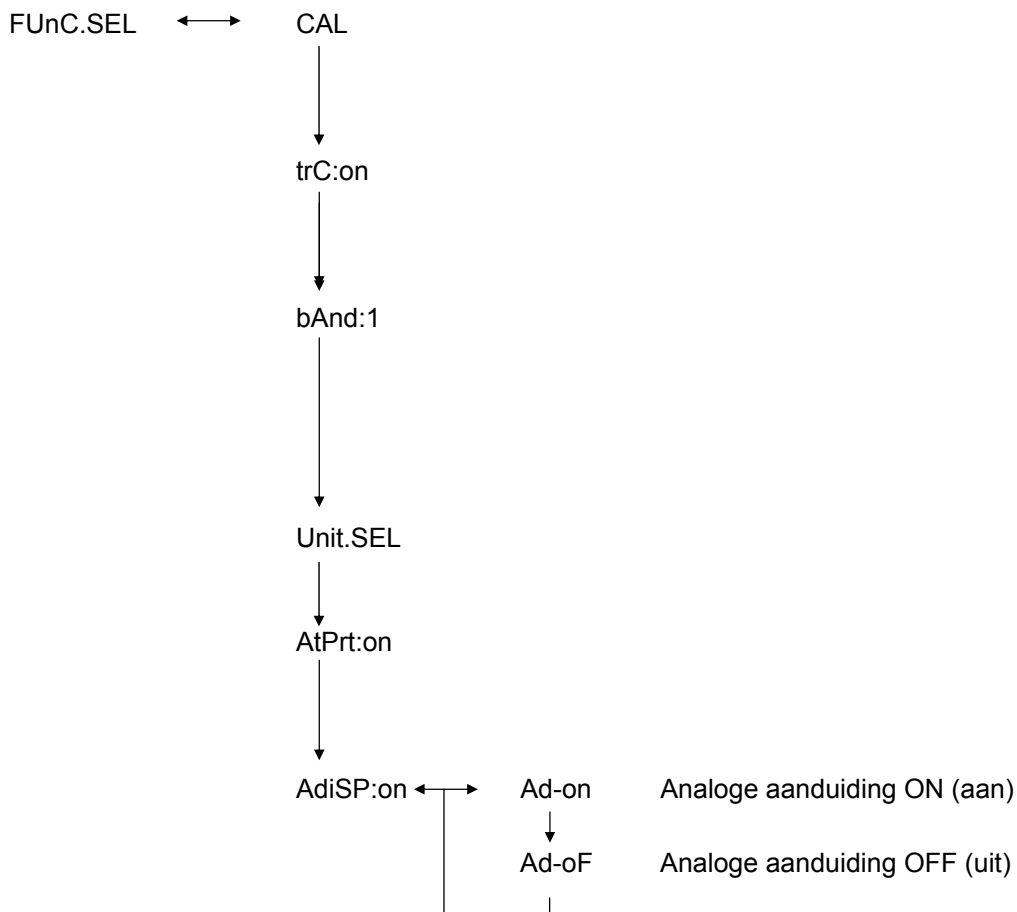 FUnC.SEL CAL
trC:on
bAnd:1
Unit.SEL
AtPrt:on
AdiSP:on Ad-on Analoge aanduiding ON (aan)
Ad-oF Analoge aanduiding OFF (uit)